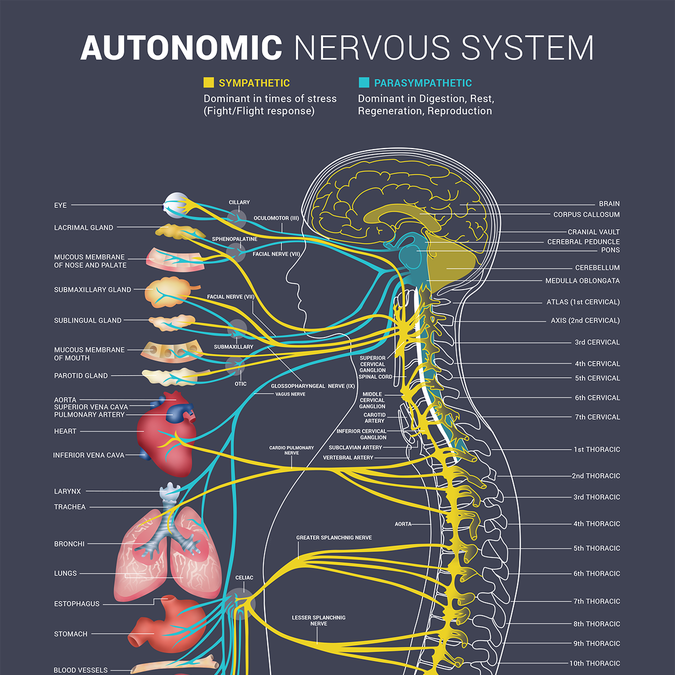 AUTONOMIC NERVOUS SYSTEM
SYMPATHETIC
Dominant in times of stress
(Fight/Flight response)
PARASYMPATHETIC
Dominant in Digestion, Rest,
Regeneration, Reproduction
EYE
LACRIMAL GLAND
MUCOUS MEMBRANE
OF NOSE AND PALATE
SUBMAXILLARY GLAND
SUBLINGUAL GLAND
MUCOUS MEMBRANE
OF MOUTH
PAROTID GLAND
AORTA
SUPERIOR VENA CAVA
PULMONARY ARTERY
HEART
INFERIOR VENA CAVA
LARYNX
TRACHEA
BRONCHI
LUNGS
ESTOPHAGUS
STOMACH
BLOOD VESSELS
CILLARY
OCULOMOTOR (III)
SPHENOPALATINE
FACIAL NERVE (VII)
FACIAL NERVE (VII)
SUBMAXILLARY
OTIC
GLOSSOPHARYNGEAL NERVE (IX)
VAGUS NERVE
SUPERIOR
CERVICAL
GANGLION
SPINAL CORD
MIDDLE
CERVICAL
GANGLION
CAROTID
ARTERY
INFERIOR CERVICAL
GANGLION
SUBCLAVIAN ARTERY
VERTEBRAL ARTERY
CARDIO PULMONARY
NERVE
AORTA
GREATER SPLANCHNIG NERVE
CELIAC
LESSER SPLANCHNIG
NERVE
BRAIN
CORPUS CALLOSUM
CRANIAL VAULT
CEREBRAL PEDUNCLE
PONS
CEREBELLUM
MEDULLA OBLONGATA
ATLAS (1st CERVICAL)
AXIS (2nd CERVICAL)
3rd CERVICAL
4th CERVICAL
5th CERVICAL
6th CERVICAL
7th CERVICAL
1st THORACIC
2nd THORACIC
3rd THORACIC
4th THORACIC
5th THORACIC
6th THORACIC
7th THORACIC
8th THORACIC
9th THORACIC
10th THORACIC